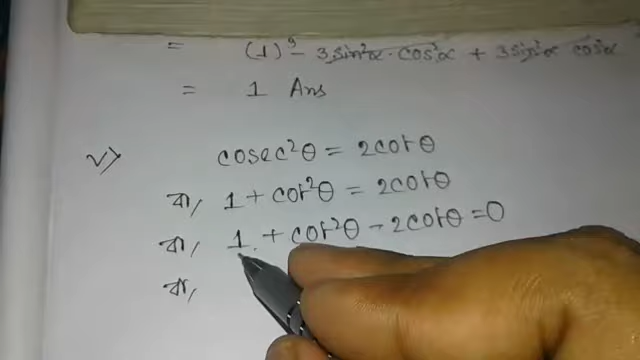 = (1)³ - 3sin²α·cos²α + 3sin²α cos²α
= 1 Ans
v) cosec²θ = 2cotθ
বা, 1 + cot²θ = 2cotθ
বা, 1 + cot²θ - 2cotθ = 0
বা,